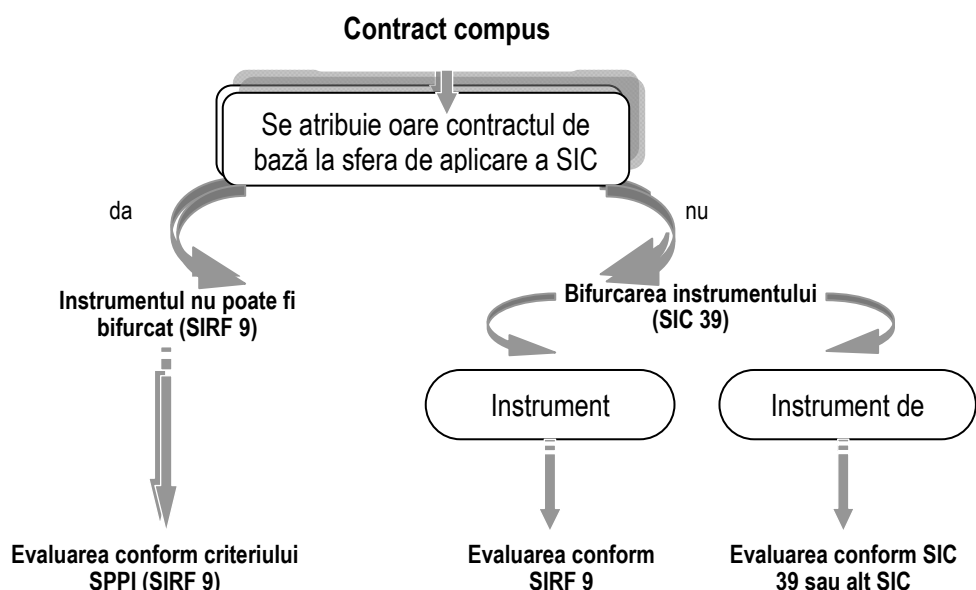 Contract compus
Se atribuie oare contractul de
bază la sfera de aplicare a SIC
da
nu
Instrumentul nu poate fi
bifurcat (SIRF 9)
Bifurcarea instrumentului
(SIC 39)
Instrument
Instrument de
Evaluarea conform criteriului
SPPI (SIRF 9)
Evaluarea conform
SIRF 9
Evaluarea conform SIC
39 sau alt SIC